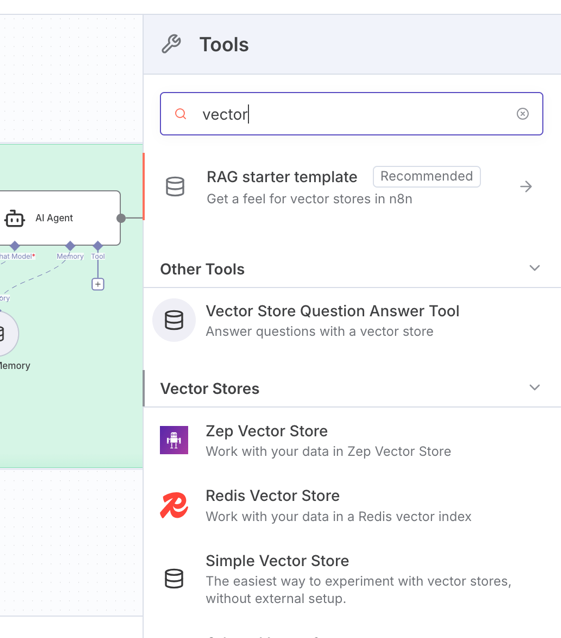 Tools
vector
RAG starter template
Recommended
Get a feel for vector stores in n8n
AI Agent
hat Model*
Memory
Tool
Other Tools
Vector Store Question Answer Tool
Answer questions with a vector store
ory
Memory
Vector Stores
Zep Vector Store
Work with your data in Zep Vector Store
Redis Vector Store
Work with your data in a Redis vector index
Simple Vector Store
The easiest way to experiment with vector stores,
without external setup.